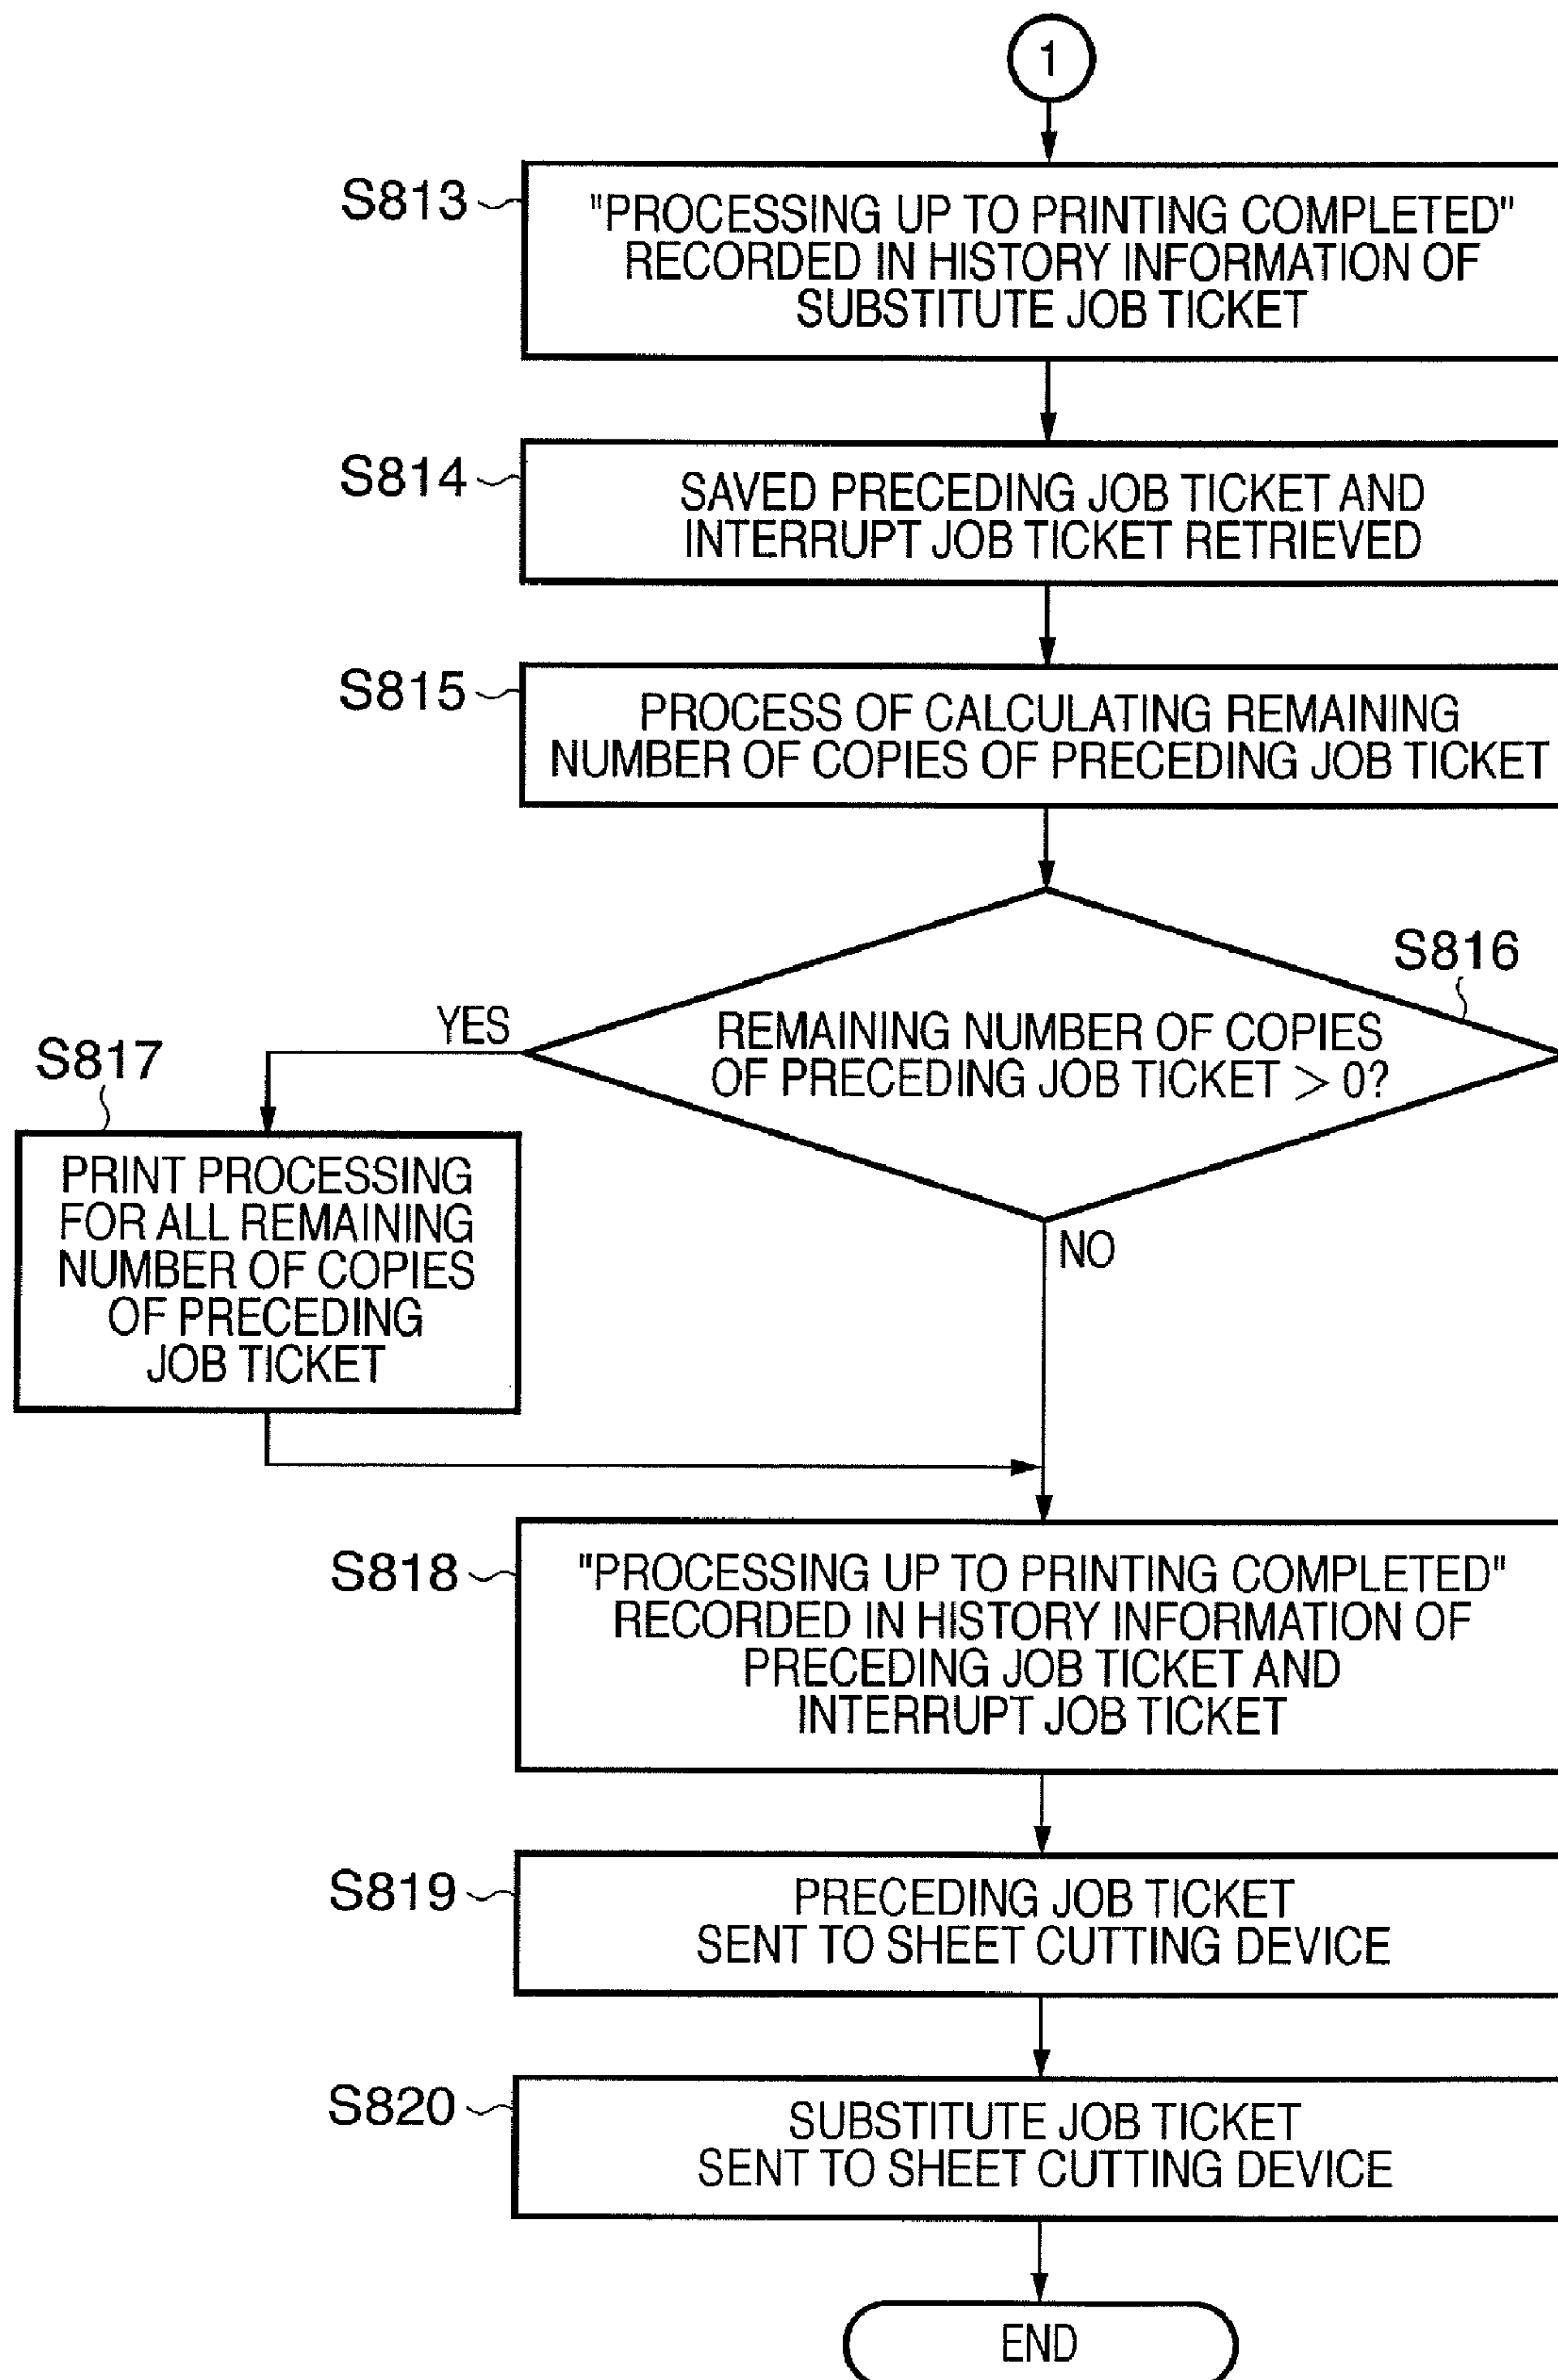 1
S813
"PROCESSING UP TO PRINTING COMPLETED"
RECORDED IN HISTORY INFORMATION OF
SUBSTITUTE JOB TICKET
S814
SAVED PRECEDING JOB TICKET AND
INTERRUPT JOB TICKET RETRIEVED
S815
PROCESS OF CALCULATING REMAINING
NUMBER OF COPIES OF PRECEDING JOB TICKET
S816
REMAINING NUMBER OF COPIES
OF PRECEDING JOB TICKET > 0?
YES
NO
S817
PRINT PROCESSING
FOR ALL REMAINING
NUMBER OF COPIES
OF PRECEDING
JOB TICKET
S818
"PROCESSING UP TO PRINTING COMPLETED"
RECORDED IN HISTORY INFORMATION OF
PRECEDING JOB TICKET AND
INTERRUPT JOB TICKET
S819
PRECEDING JOB TICKET
SENT TO SHEET CUTTING DEVICE
S820
SUBSTITUTE JOB TICKET
SENT TO SHEET CUTTING DEVICE
END